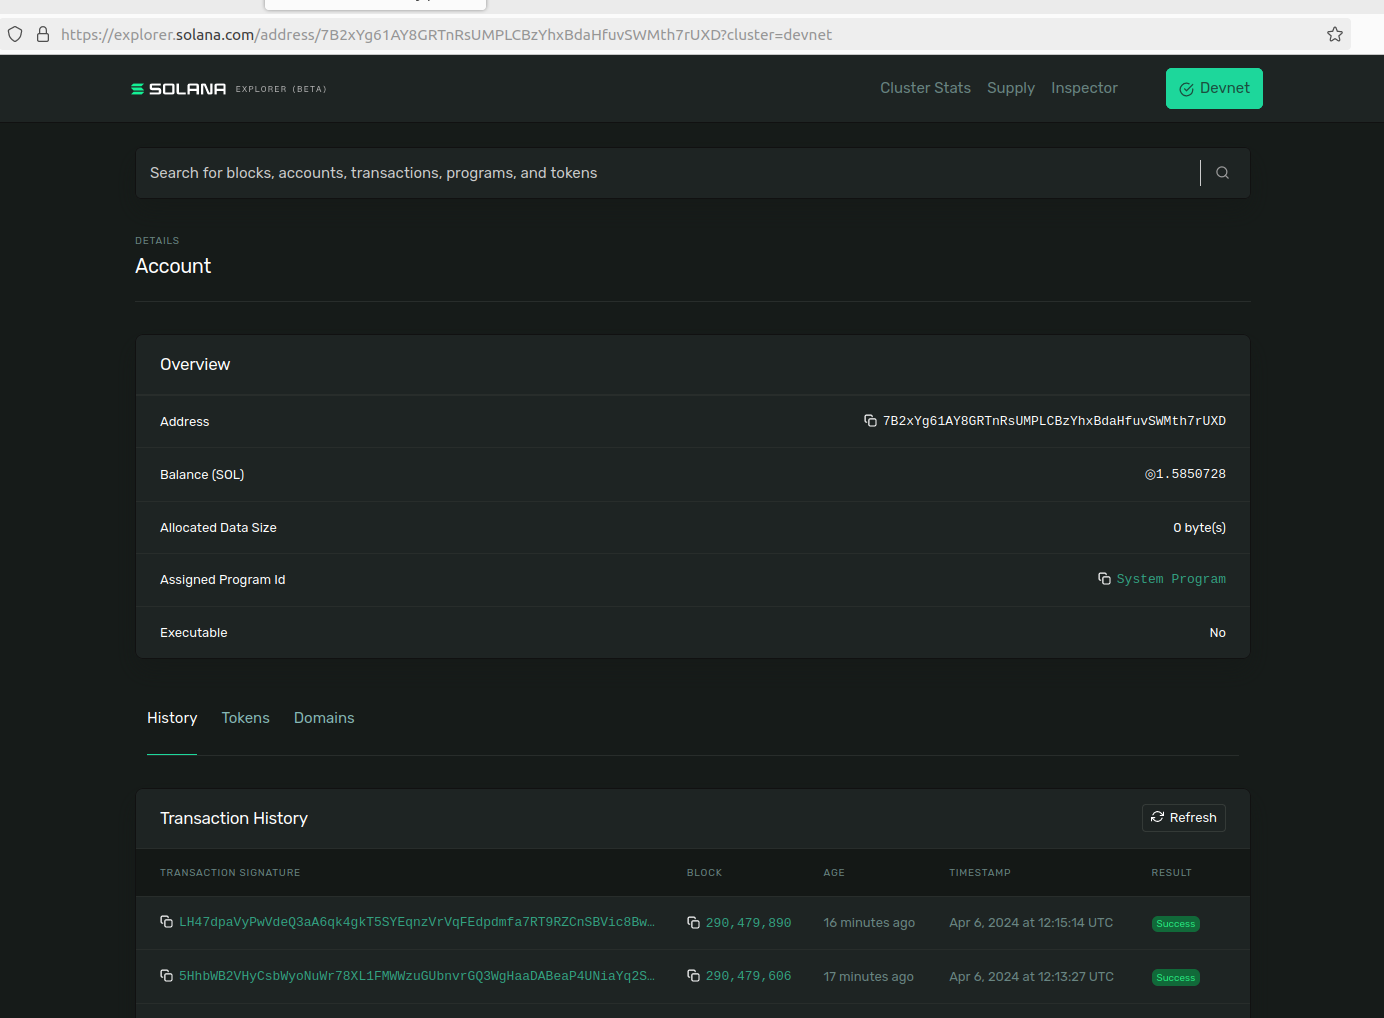 https://explorer.solana.com/address/7B2xYg61AY8GRTnRsUMPLCBzYhxBdaHfuvSWMth7rUXD?cluster=devnet
SOLANA EXPLORER (BETA)
Cluster Stats Supply Inspector Devnet
Search for blocks, accounts, transactions, programs, and tokens
DETAILS
Account
Overview
Address 7B2xYg61AY8GRTnRsUMPLCBzYhxBdaHfuvSWMth7rUXD
Balance (SOL) ◎1.5850728
Allocated Data Size 0 byte(s)
Assigned Program Id System Program
Executable No
History Tokens Domains
Transaction History Refresh
TRANSACTION SIGNATURE BLOCK AGE TIMESTAMP RESULT
LH47dpaVyPwVdeQ3aA6qk4gkT5SYEqnzVrVqFEdpdmfa7RT9RZCnSBVic8Bw… 290,479,890 16 minutes ago Apr 6, 2024 at 12:15:14 UTC Success
5HhbWB2VHyCsbWyoNuWr78XL1FMWWzuGUbnvrGQ3WgHaaDABeaP4UNiaYq2S… 290,479,606 17 minutes ago Apr 6, 2024 at 12:13:27 UTC Success